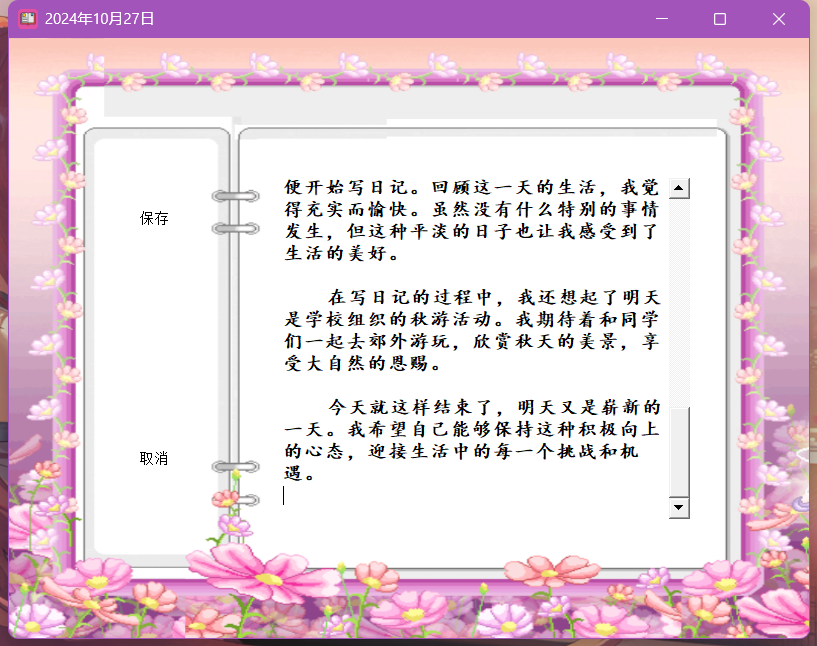 2024年10月27日
保存
取消
便开始写日记。回顾这一天的生活，我觉
得充实而愉快。虽然没有什么特别的事情
发生，但这种平淡的日子也让我感受到了
生活的美好。
在写日记的过程中，我还想起了明天
是学校组织的秋游活动。我期待着和同学
们一起去郊外游玩，欣赏秋天的美景，享
受大自然的恩赐。
今天就这样结束了，明天又是崭新的
一天。我希望自己能够保持这种积极向上
的心态，迎接生活中的每一个挑战和机
遇。